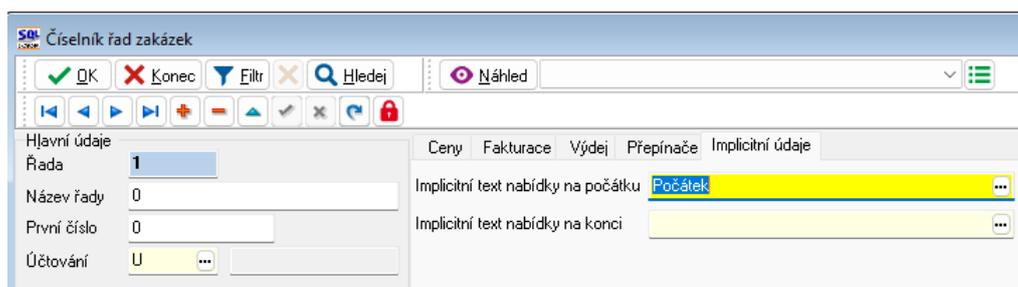 Číselník řad zakázek
OK Konec Filtr Hledej Náhled
Hlavní údaje
Řada 1
Název řady 0
První číslo 0
Účtování U
Ceny Fakturace Výdej Přepínače Implicitní údaje
Implicitní text nabídky na počátku Počátek
Implicitní text nabídky na konci